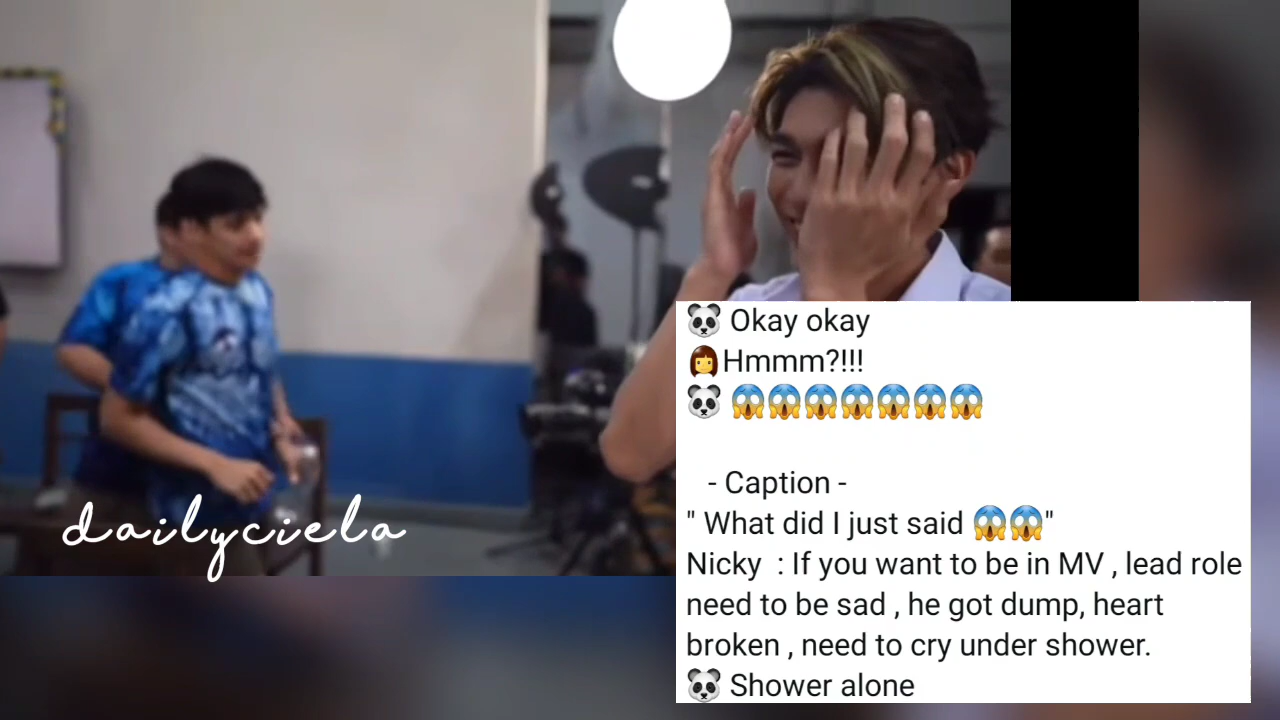 🐼 Okay okay
👩Hmmm?!!!
🐼 😱😱😱😱😱😱😱
- Caption -
" What did I just said 😱😱"
Nicky : If you want to be in MV , lead role
need to be sad , he got dump, heart
broken , need to cry under shower.
🐼 Shower alone
dailyciela